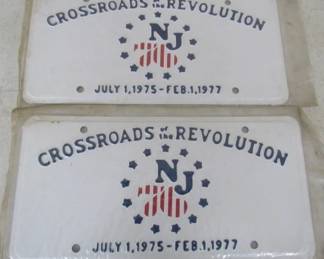 CROSSROADS of the REVOLUTION
NJ
76
JULY 1, 1975 - FEB. 1, 1977
CROSSROADS of the REVOLUTION
NJ
76
JULY 1, 1975 - FEB. 1, 1977